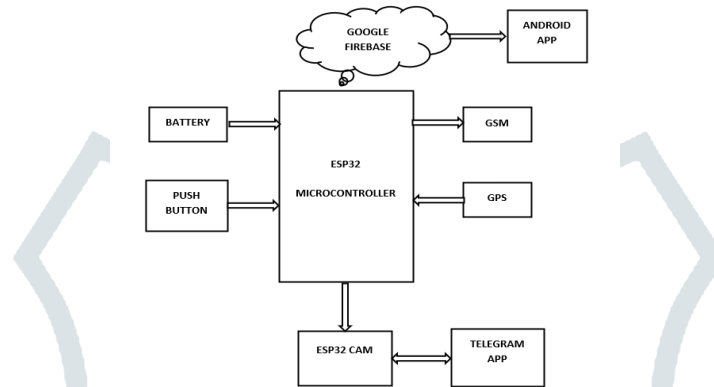 GOOGLE
FIREBASE
ANDROID
APP
BATTERY
GSM
ESP32
MICROCONTROLLER
PUSH
BUTTON
GPS
ESP32 CAM
TELEGRAM
APP